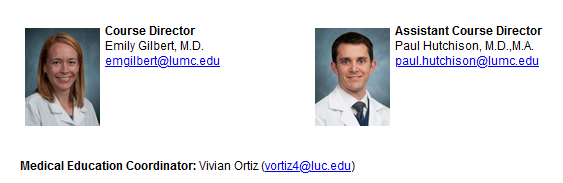 Course Director
Emily Gilbert, M.D.
emgilbert@lumc.edu
Assistant Course Director
Paul Hutchison, M.D.,M.A.
paul.hutchison@lumc.edu
Medical Education Coordinator: Vivian Ortiz (vortiz4@luc.edu)